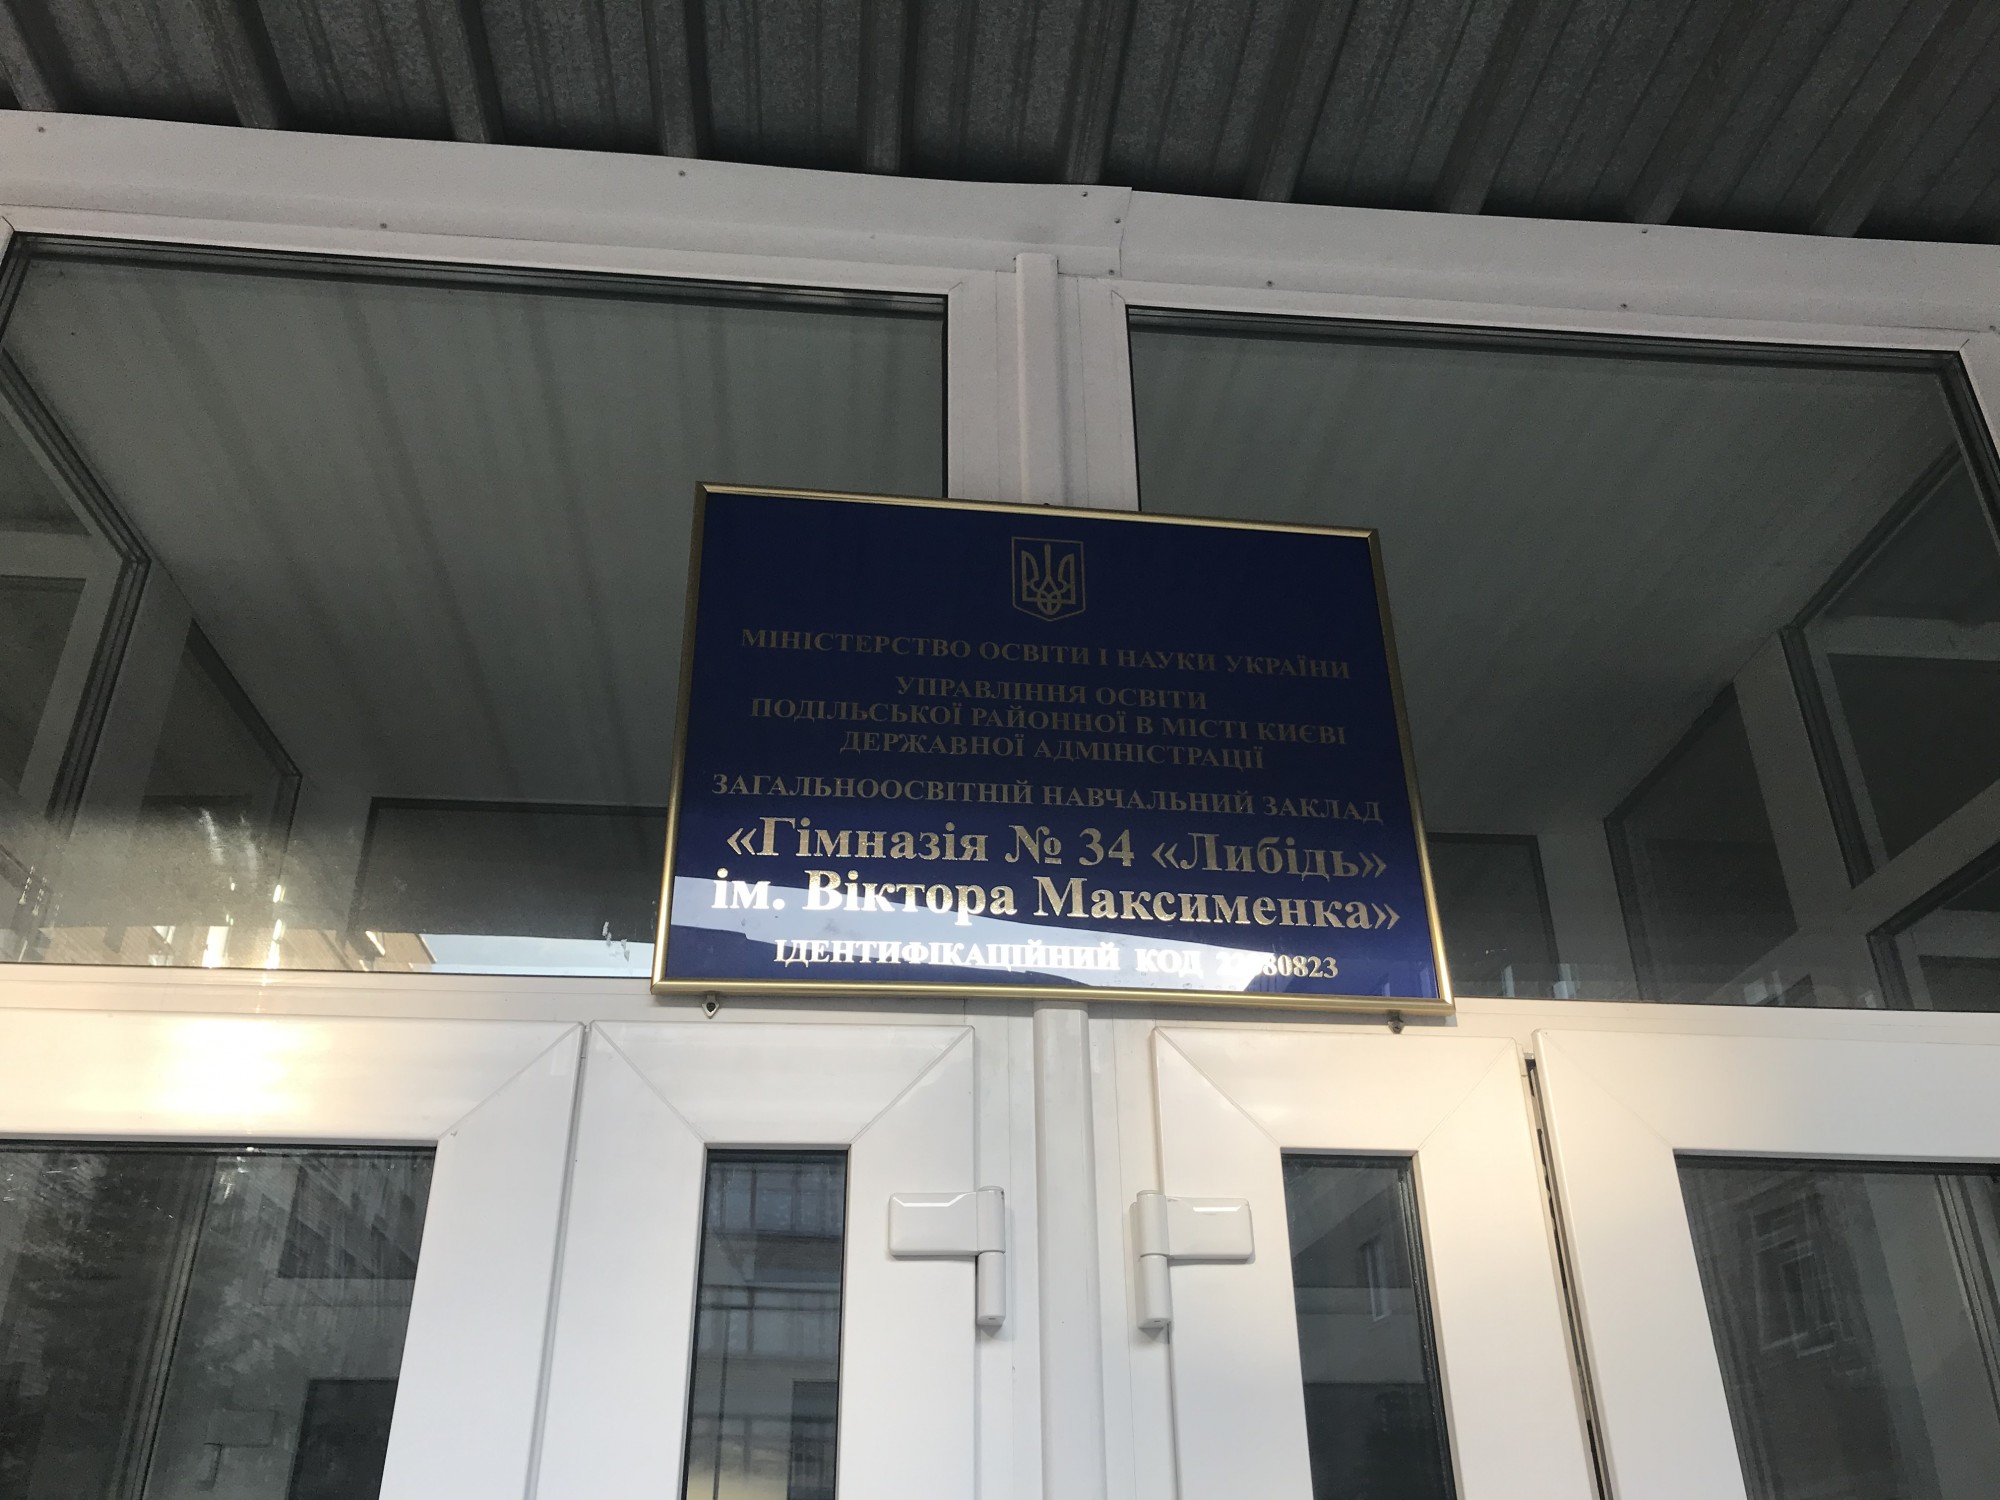 МІНІСТЕРСТВО ОСВІТИ І НАУКИ УКРАЇНИ
УПРАВЛІННЯ ОСВІТИ
ПОДІЛЬСЬКОЇ РАЙОННОЇ В МІСТІ КИЄВІ
ДЕРЖАВНОЇ АДМІНІСТРАЦІЇ
ЗАГАЛЬНООСВІТНІЙ НАВЧАЛЬНИЙ ЗАКЛАД
«Гімназія № 34 «Либідь»
ім. Віктора Максименка»
ІДЕНТИФІКАЦІЙНИЙ КОД